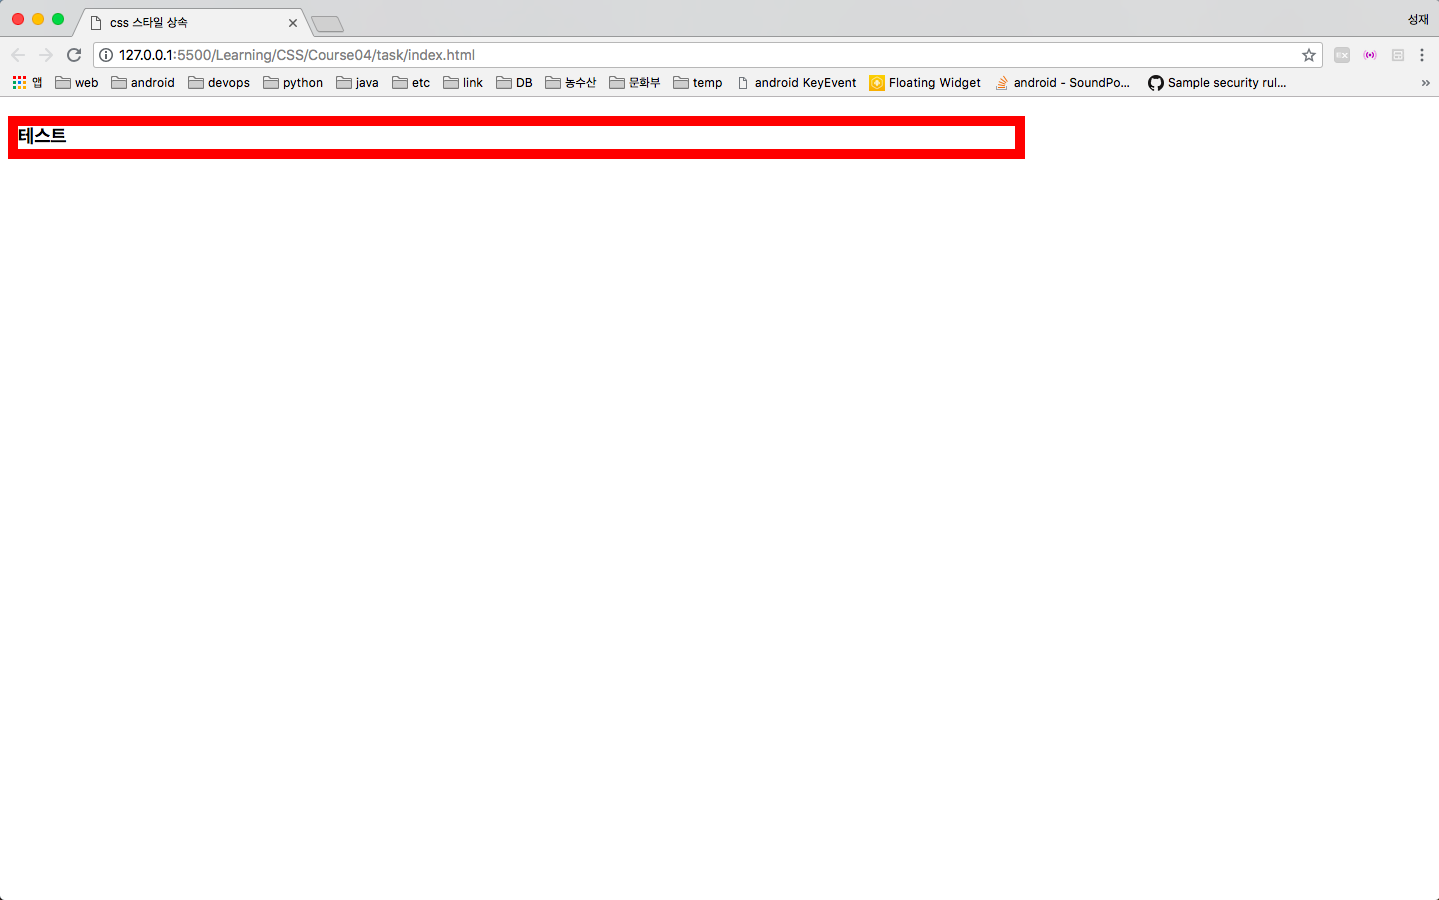 css 스타일 상속
성재
127.0.0.1:5500/Learning/CSS/Course04/task/index.html
앱 web android devops python java etc link DB 농수산 문화부 temp android KeyEvent Floating Widget android - SoundPo... Sample security rul... »
테스트